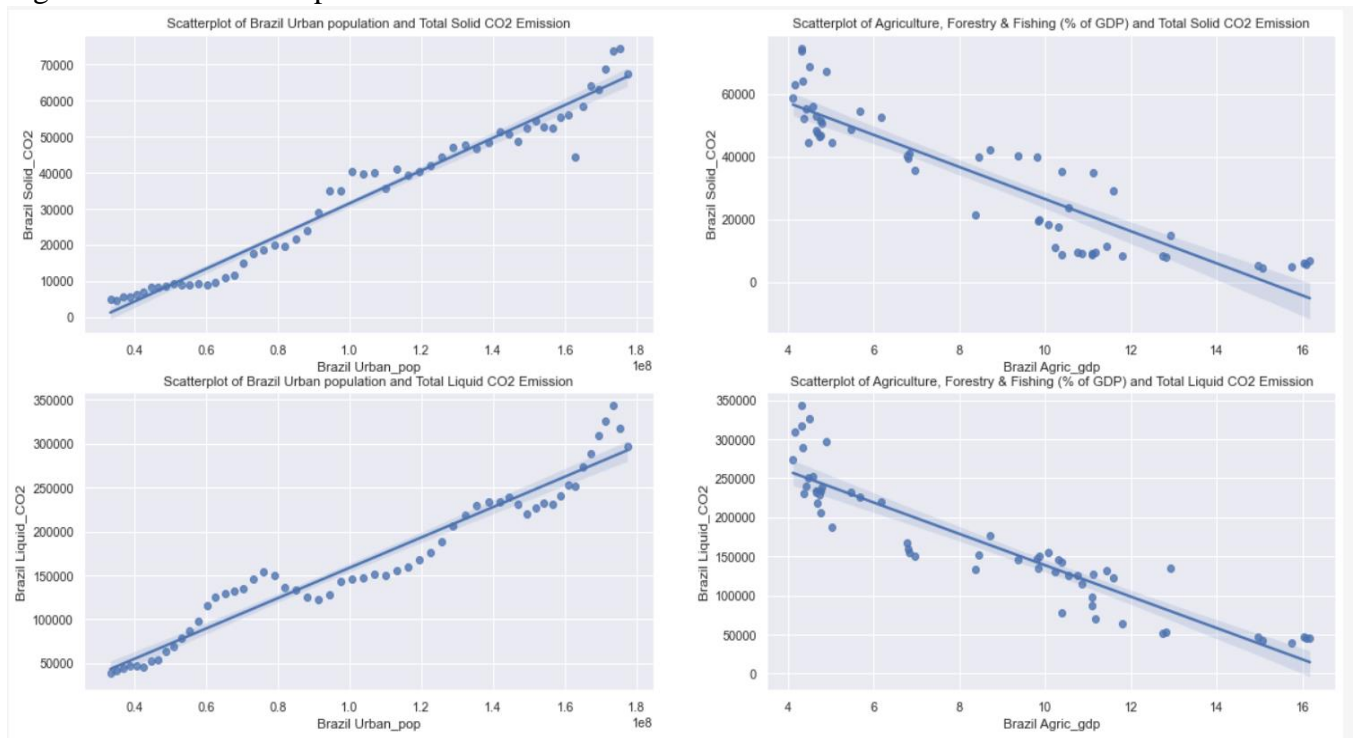 Scatterplot of Brazil Urban population and Total Solid CO2 Emission
70000
60000
50000
40000
30000
20000
10000
0
Brazil Solid_CO2
0.4 0.6 0.8 1.0 1.2 1.4 1.6 1.8
1e8
Brazil Urban_pop
Scatterplot of Agriculture, Forestry & Fishing (% of GDP) and Total Solid CO2 Emission
60000
40000
20000
0
Brazil Solid_CO2
4 6 8 10 12 14 16
Brazil Agric_gdp
Scatterplot of Brazil Urban population and Total Liquid CO2 Emission
350000
300000
250000
200000
150000
100000
50000
Brazil Liquid_CO2
0.4 0.6 0.8 1.0 1.2 1.4 1.6 1.8
1e8
Brazil Urban_pop
Scatterplot of Agriculture, Forestry & Fishing (% of GDP) and Total Liquid CO2 Emission
350000
300000
250000
200000
150000
100000
50000
0
Brazil Liquid_CO2
4 6 8 10 12 14 16
Brazil Agric_gdp